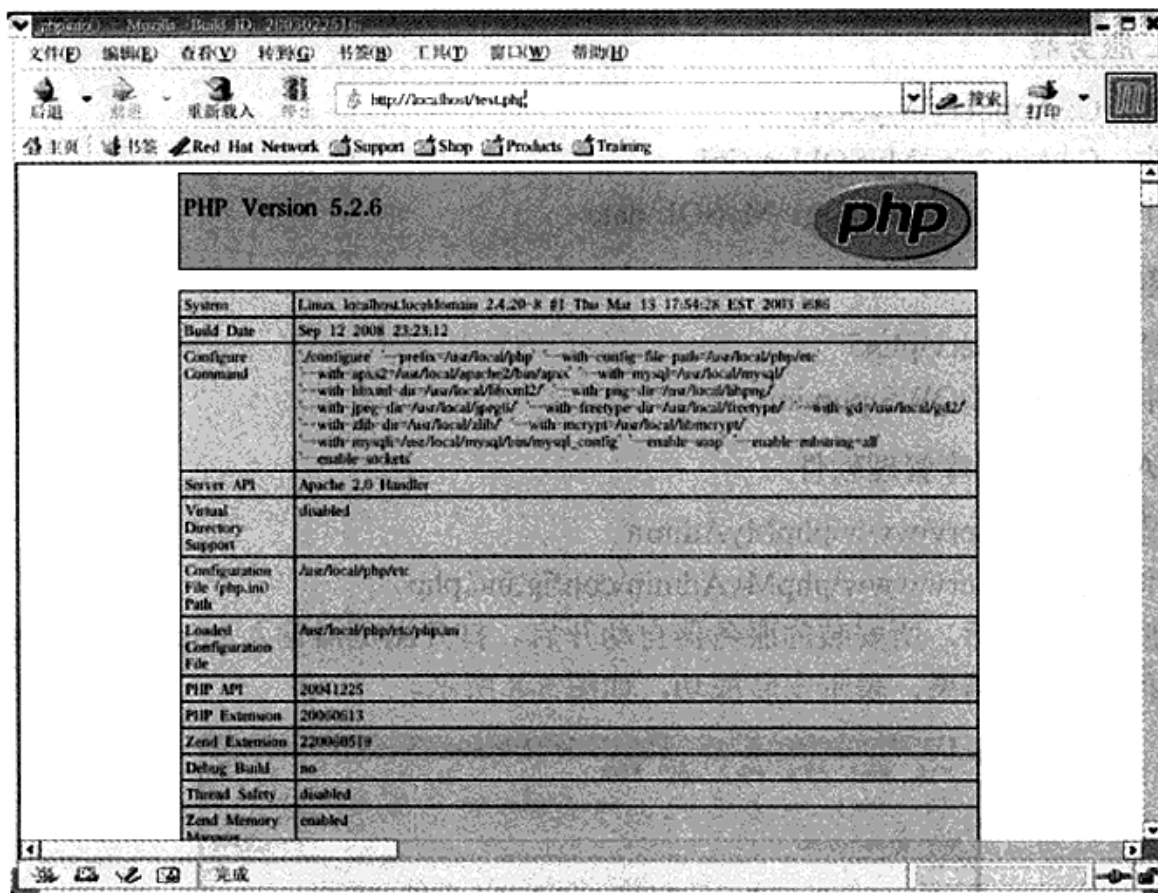 phpinfo() - Mozilla {Build ID: 2003022516}
文件(F) 编辑(E) 查看(V) 转到(G) 书签(B) 工具(T) 窗口(W) 帮助(H)
后退 前进 重新载入 停止 http://localhost/test.php 搜索 打印
主页 书签 Red Hat Network Support Shop Products Training
PHP Version 5.2.6
php
System Linux localhost.localdomain 2.4.20-8 #1 Thu Mar 13 17:54:28 EST 2003 i686
Build Date Sep 12 2008 23:23:12
Configure Command
'./configure' '--prefix=/usr/local/php' '--with-config-file-path=/usr/local/php/etc'
'--with-apxs2=/usr/local/apache2/bin/apxs' '--with-mysql=/usr/local/mysql/'
'--with-libxml-dir=/usr/local/libxml2/' '--with-png-dir=/usr/local/libpng/'
'--with-jpeg-dir=/usr/local/jpeg6/' '--with-freetype-dir=/usr/local/freetype/' '--with-gd=/usr/local/gd2/'
'--with-zlib-dir=/usr/local/zlib/' '--with-mcrypt=/usr/local/libmcrypt/'
'--with-mysqli=/usr/local/mysql/bin/mysql_config' '--enable-soap' '--enable-mbstring=all'
'--enable-sockets'
Server API Apache 2.0 Handler
Virtual Directory Support disabled
Configuration File (php.ini) Path /usr/local/php/etc
Loaded Configuration File /usr/local/php/etc/php.ini
PHP API 20041225
PHP Extension 20060613
Zend Extension 220060519
Debug Build no
Thread Safety disabled
Zend Memory Manager enabled
完成